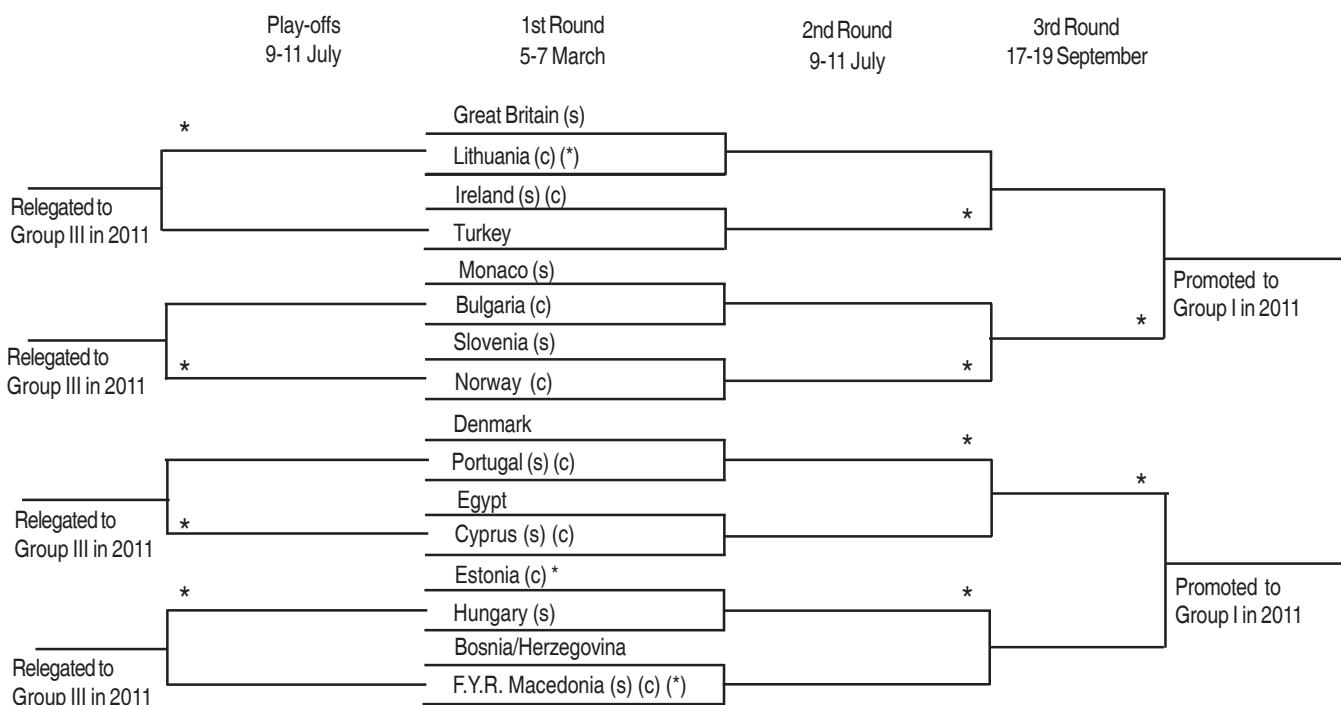 Play-offs
9-11 July
1st Round
5-7 March
2nd Round
9-11 July
3rd Round
17-19 September
Great Britain (s)
*
Lithuania (c) (*)
Ireland (s) (c)
Relegated to
Group III in 2011
*
Turkey
Monaco (s)
Promoted to
Group I in 2011
Bulgaria (c)
*
Slovenia (s)
Relegated to
Group III in 2011
*
*
Norway (c)
Denmark
*
Portugal (s) (c)
*
Egypt
Relegated to
Group III in 2011
*
Cyprus (s) (c)
Estonia (c) *
*
*
Promoted to
Group I in 2011
Hungary (s)
Bosnia/Herzegovina
Relegated to
Group III in 2011
F.Y.R. Macedonia (s) (c) (*)